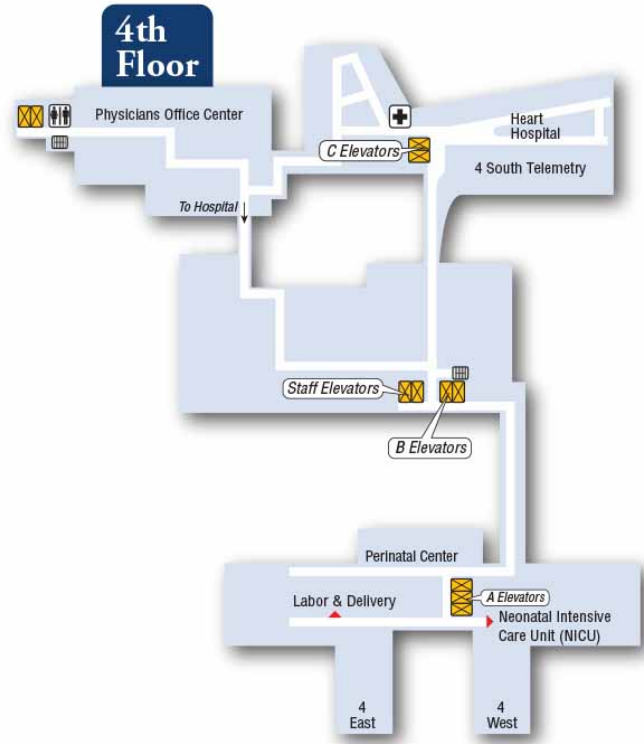 4th
Floor
Physicians Office Center
Heart
Hospital
C Elevators
4 South Telemetry
To Hospital
Staff Elevators
B Elevators
Perinatal Center
Labor & Delivery
A Elevators
Neonatal Intensive
Care Unit (NICU)
4
East
4
West